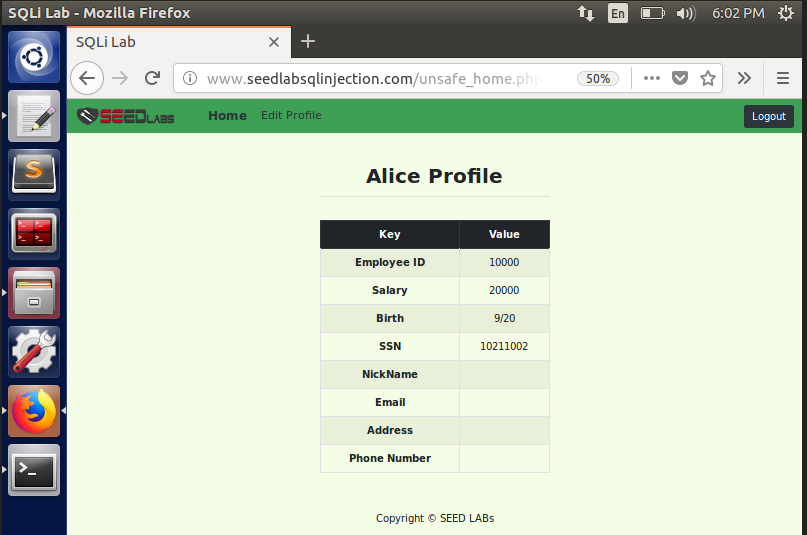 SQLi Lab - Mozilla Firefox
En
6:02 PM
SQLi Lab
www.seedlabsqlinjection.com/unsafe_home.php
50%
SEEDLABS
Home
Edit Profile
Logout
Alice Profile
Key Value
Employee ID 10000
Salary 20000
Birth 9/20
SSN 10211002
NickName
Email
Address
Phone Number
Copyright © SEED LABs